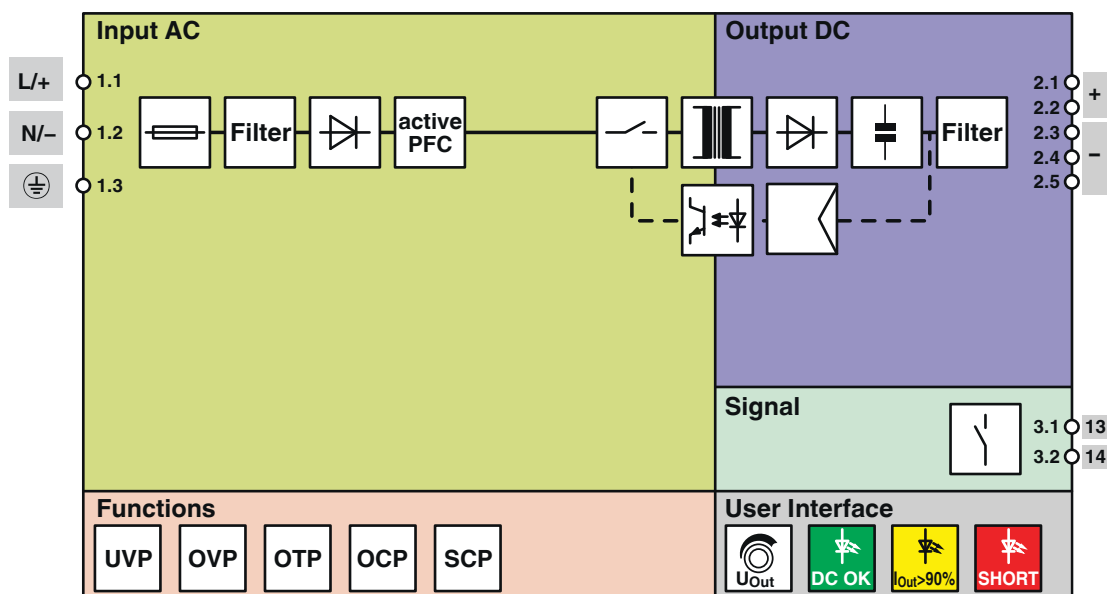 Input AC
Output DC
L/+
1.1
N/–
1.2
1.3
Filter
active
PFC
Filter
2.1
2.2
2.3
2.4
2.5
+
–
Signal
3.1
13
3.2
14
Functions
UVP
OVP
OTP
OCP
SCP
User Interface
UOut
DC OK
IOut>90%
SHORT